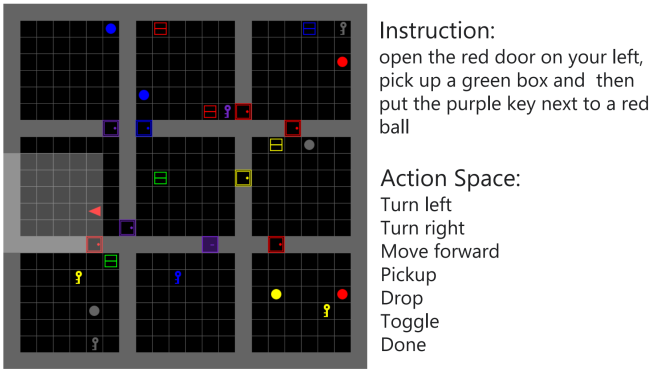 Instruction:
open the red door on your left,
pick up a green box and  then
put the purple key next to a red
ball
Action Space:
Turn left
Turn right
Move forward
Pickup
Drop
Toggle
Done